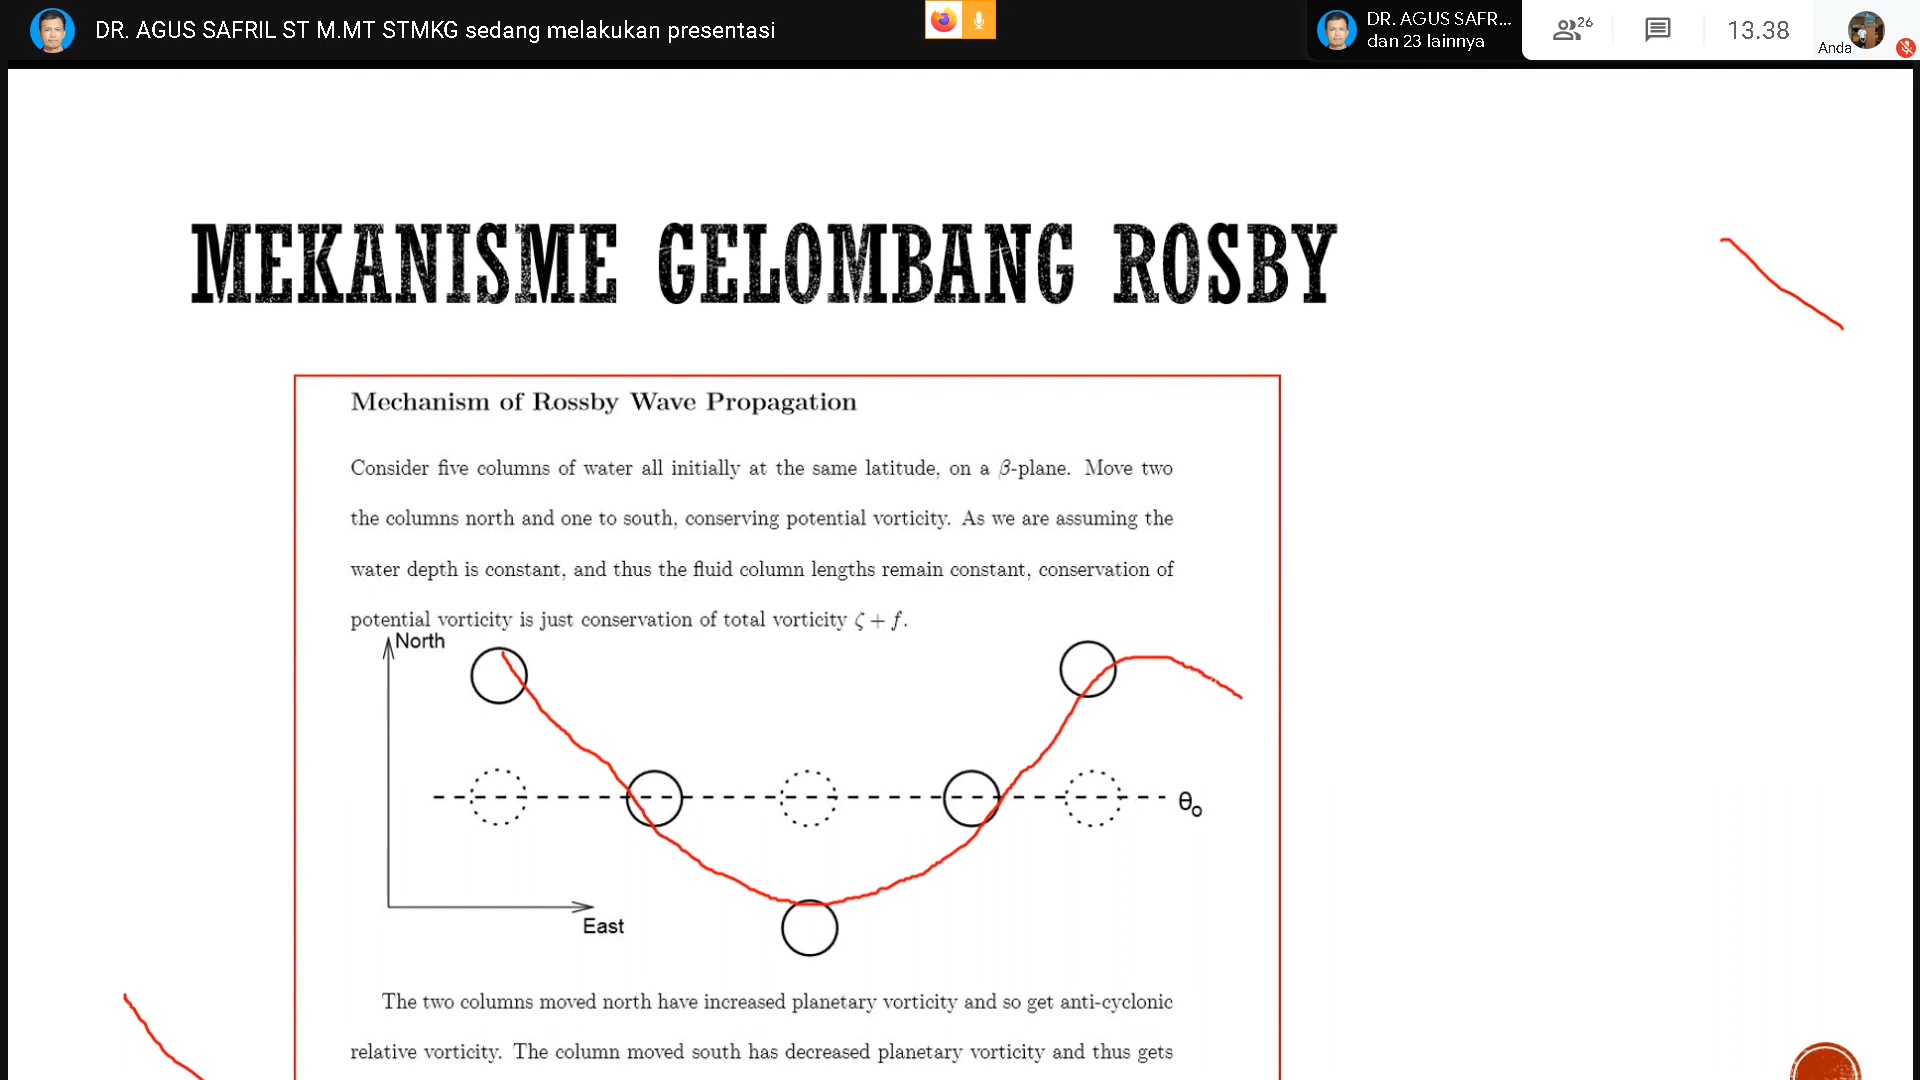 DR. AGUS SAFRIL ST M.MT STMKG sedang melakukan presentasi
DR. AGUS SAFR...
dan 23 lainnya
26
13.38
Anda
MEKANISME GELOMBANG ROSBY
Mechanism of Rossby Wave Propagation
Consider five columns of water all initially at the same latitude, on a β-plane. Move two
the columns north and one to south, conserving potential vorticity. As we are assuming the
water depth is constant, and thus the fluid column lengths remain constant, conservation of
potential vorticity is just conservation of total vorticity ζ + f.
North
θ₀
East
The two columns moved north have increased planetary vorticity and so get anti-cyclonic
relative vorticity. The column moved south has decreased planetary vorticity and thus gets